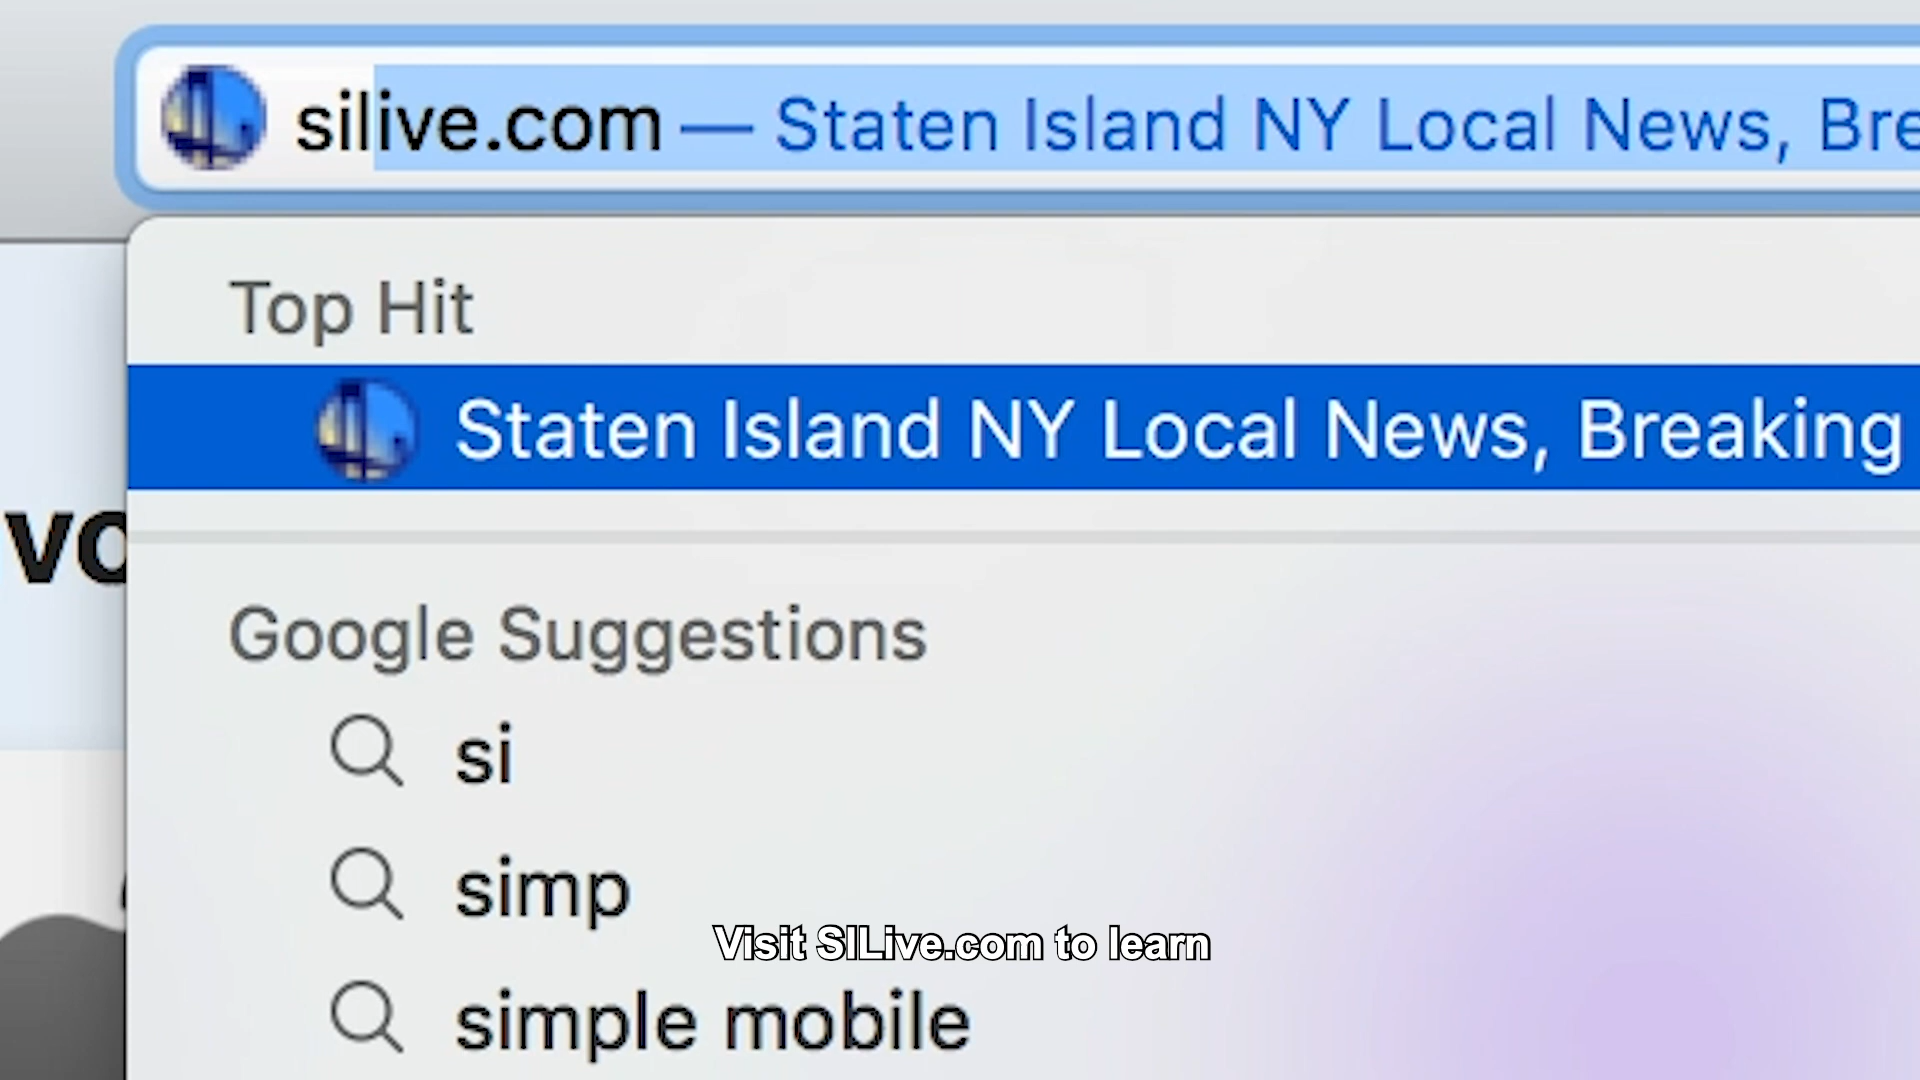 silive.com — Staten Island NY Local News, Bre
Top Hit
Staten Island NY Local News, Breaking
vo
Google Suggestions
si
simp
Visit SILive.com to learn
simple mobile